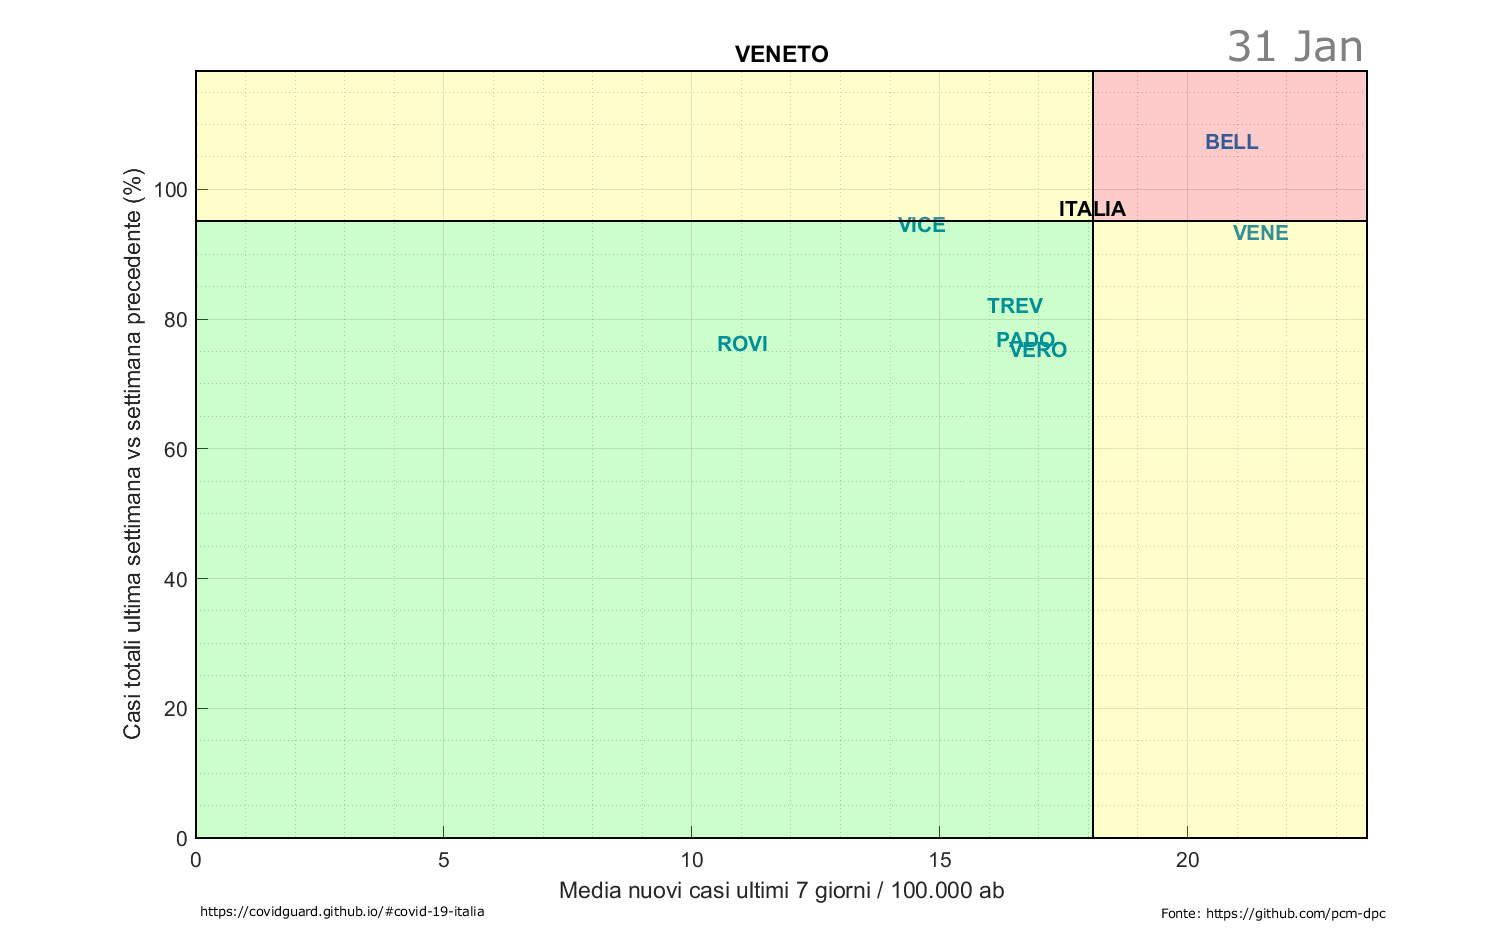 31 Jan
VENETO
BELL
100
ITALIA
VICE
VENE
TREV
80
PADO
ROVI
VERO
60
40
20
0
0 5 10 15 20
Casi totali ultima settimana vs settimana precedente (%)
Media nuovi casi ultimi 7 giorni / 100.000 ab
https://covidguard.github.io/#covid-19-italia
Fonte: https://github.com/pcm-dpc